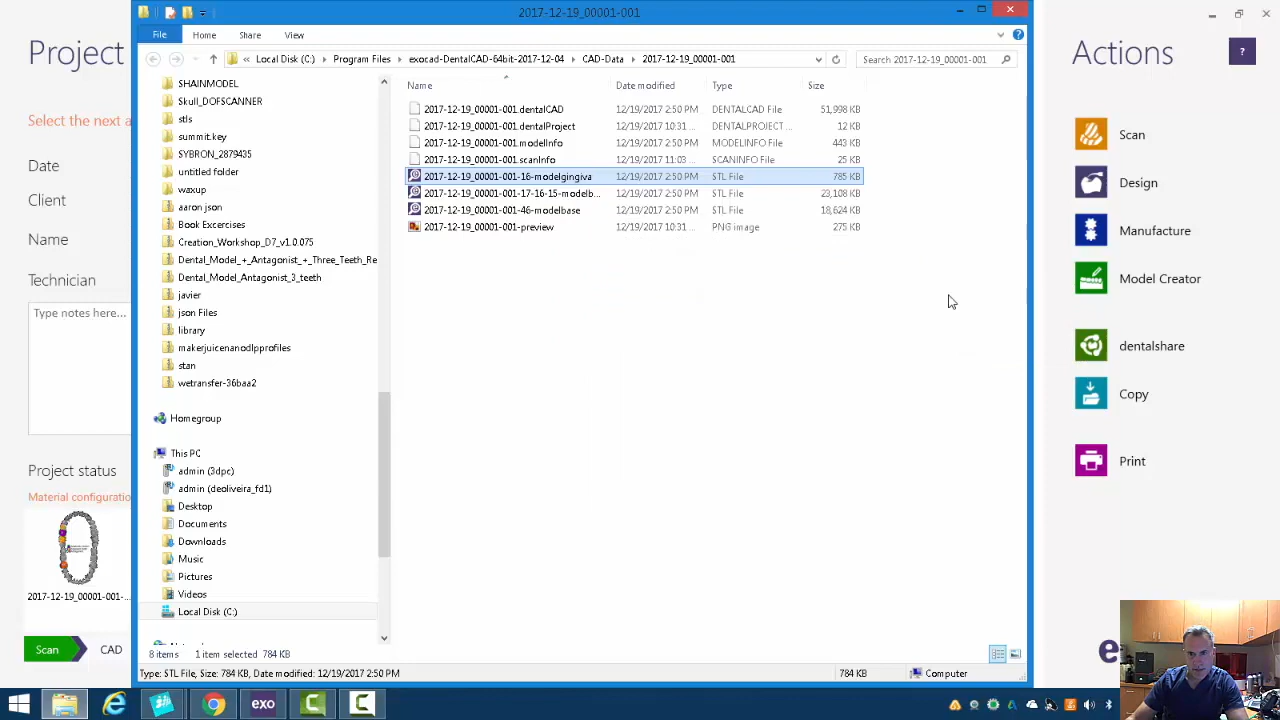 2017-12-19_00001-001
Project
Select the next a
Date
Client
Name
Technician
Type notes here...
Project status
Material configuratio
2017-12-19_00001-001-...
Scan
CAD
File
Home
Share
View
Local Disk (C:)
Program Files
exocad-DentalCAD-64bit-2017-12-04
CAD-Data
2017-12-19_00001-001
Search 2017-12-19_00001-001
SHAINMODEL
Skull_DOFSCANNER
stls
summit.key
SYBRON_2879435
untitled folder
waxup
aaron json
Book Excercises
Creation_Workshop_D7_v1.0.075
Dental_Model_+_Antagonist_+_Three_Teeth_Re
Dental_Model_Antagonist_3_teeth
javier
json Files
library
makerjuicenanodlpprofiles
stan
wetransfer-36baa2
Homegroup
This PC
admin (3dpc)
admin (deoliveira_fd1)
Desktop
Documents
Downloads
Music
Pictures
Videos
Local Disk (C:)
Name Date modified Type Size
2017-12-19_00001-001.dentalCAD 12/19/2017 2:50 PM DENTALCAD File 51,998 KB
2017-12-19_00001-001.dentalProject 12/19/2017 10:31 ... DENTALPROJECT ... 12 KB
2017-12-19_00001-001.modelInfo 12/19/2017 2:50 PM MODELINFO File 443 KB
2017-12-19_00001-001.scanInfo 12/19/2017 11:03 ... SCANINFO File 25 KB
2017-12-19_00001-001-16-modelgingiva 12/19/2017 2:50 PM STL File 785 KB
2017-12-19_00001-001-17-16-15-modelb... 12/19/2017 2:50 PM STL File 23,108 KB
2017-12-19_00001-001-46-modelbase 12/19/2017 2:50 PM STL File 18,624 KB
2017-12-19_00001-001-preview 12/19/2017 10:31 ... PNG image 275 KB
8 items 1 item selected 784 KB
Type: STL File, Size: 784 KB, Date modified: 12/19/2017 2:50 PM
784 KB
Computer
Actions
?
Scan
Design
Manufacture
Model Creator
dentalshare
Copy
Print
exo